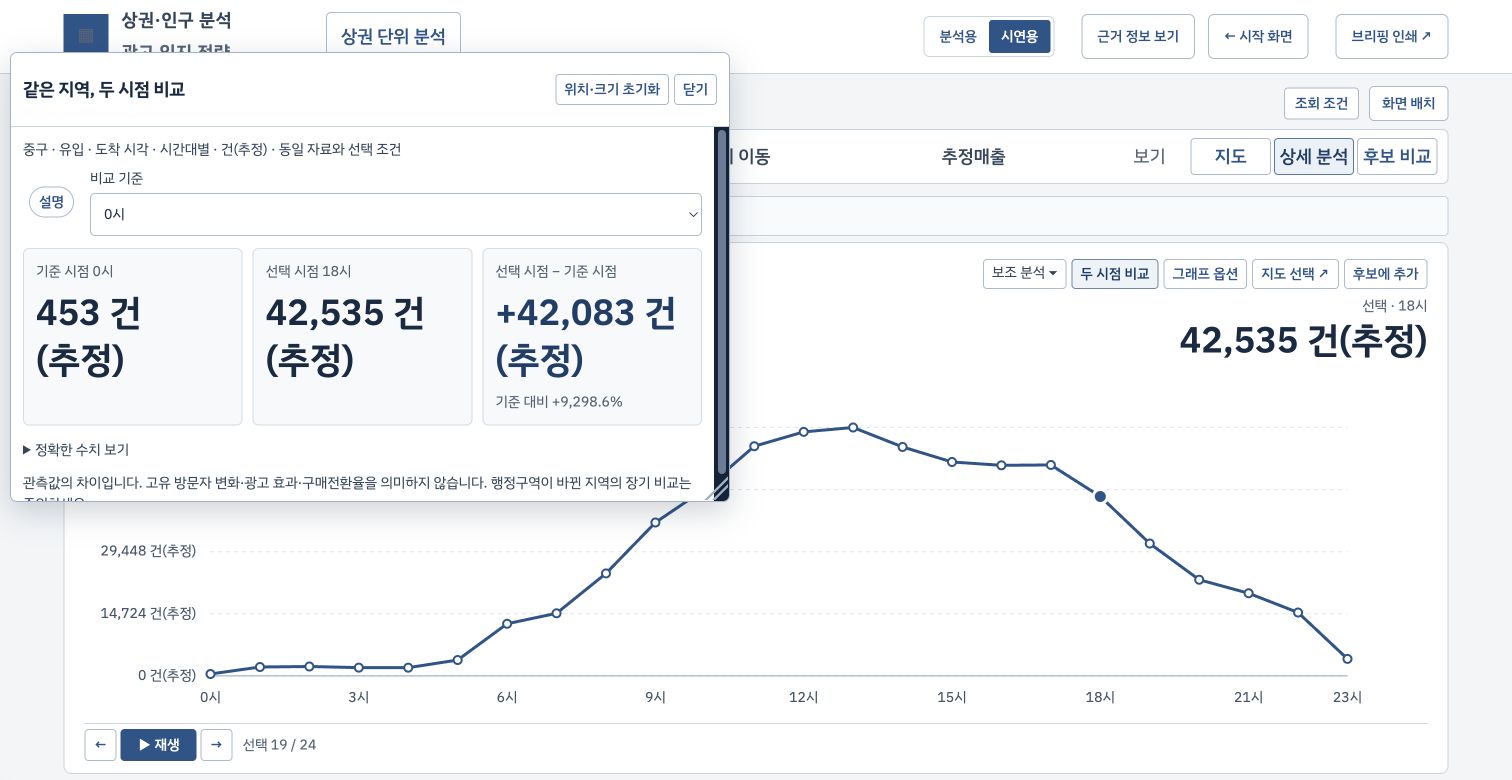 상권·인구 분석
상권 단위 분석
분석용
시연용
근거 정보 보기
← 시작 화면
브리핑 인쇄 ↗
같은 지역, 두 시점 비교
위치·크기 초기화
닫기
조회 조건
화면 배치
중구 · 유입 · 도착 시각 · 시간대별 · 건(추정) · 동일 자료와 선택 조건
이동
추정매출
보기
지도
상세 분석
후보 비교
설명
비교 기준
0시
기준 시점 0시
453 건
(추정)
선택 시점 18시
42,535 건
(추정)
선택 시점 − 기준 시점
+42,083 건
(추정)
기준 대비 +9,298.6%
보조 분석
두 시점 비교
그래프 옵션
지도 선택 ↗
후보에 추가
선택 · 18시
42,535 건(추정)
▶ 정확한 수치 보기
관측값의 차이입니다. 고유 방문자 변화·광고 효과·구매전환율을 의미하지 않습니다. 행정구역이 바뀐 지역의 장기 비교는
29,448 건(추정)
14,724 건(추정)
0 건(추정)
0시 3시 6시 9시 12시 15시 18시 21시 23시
←
▶ 재생
→
선택 19 / 24